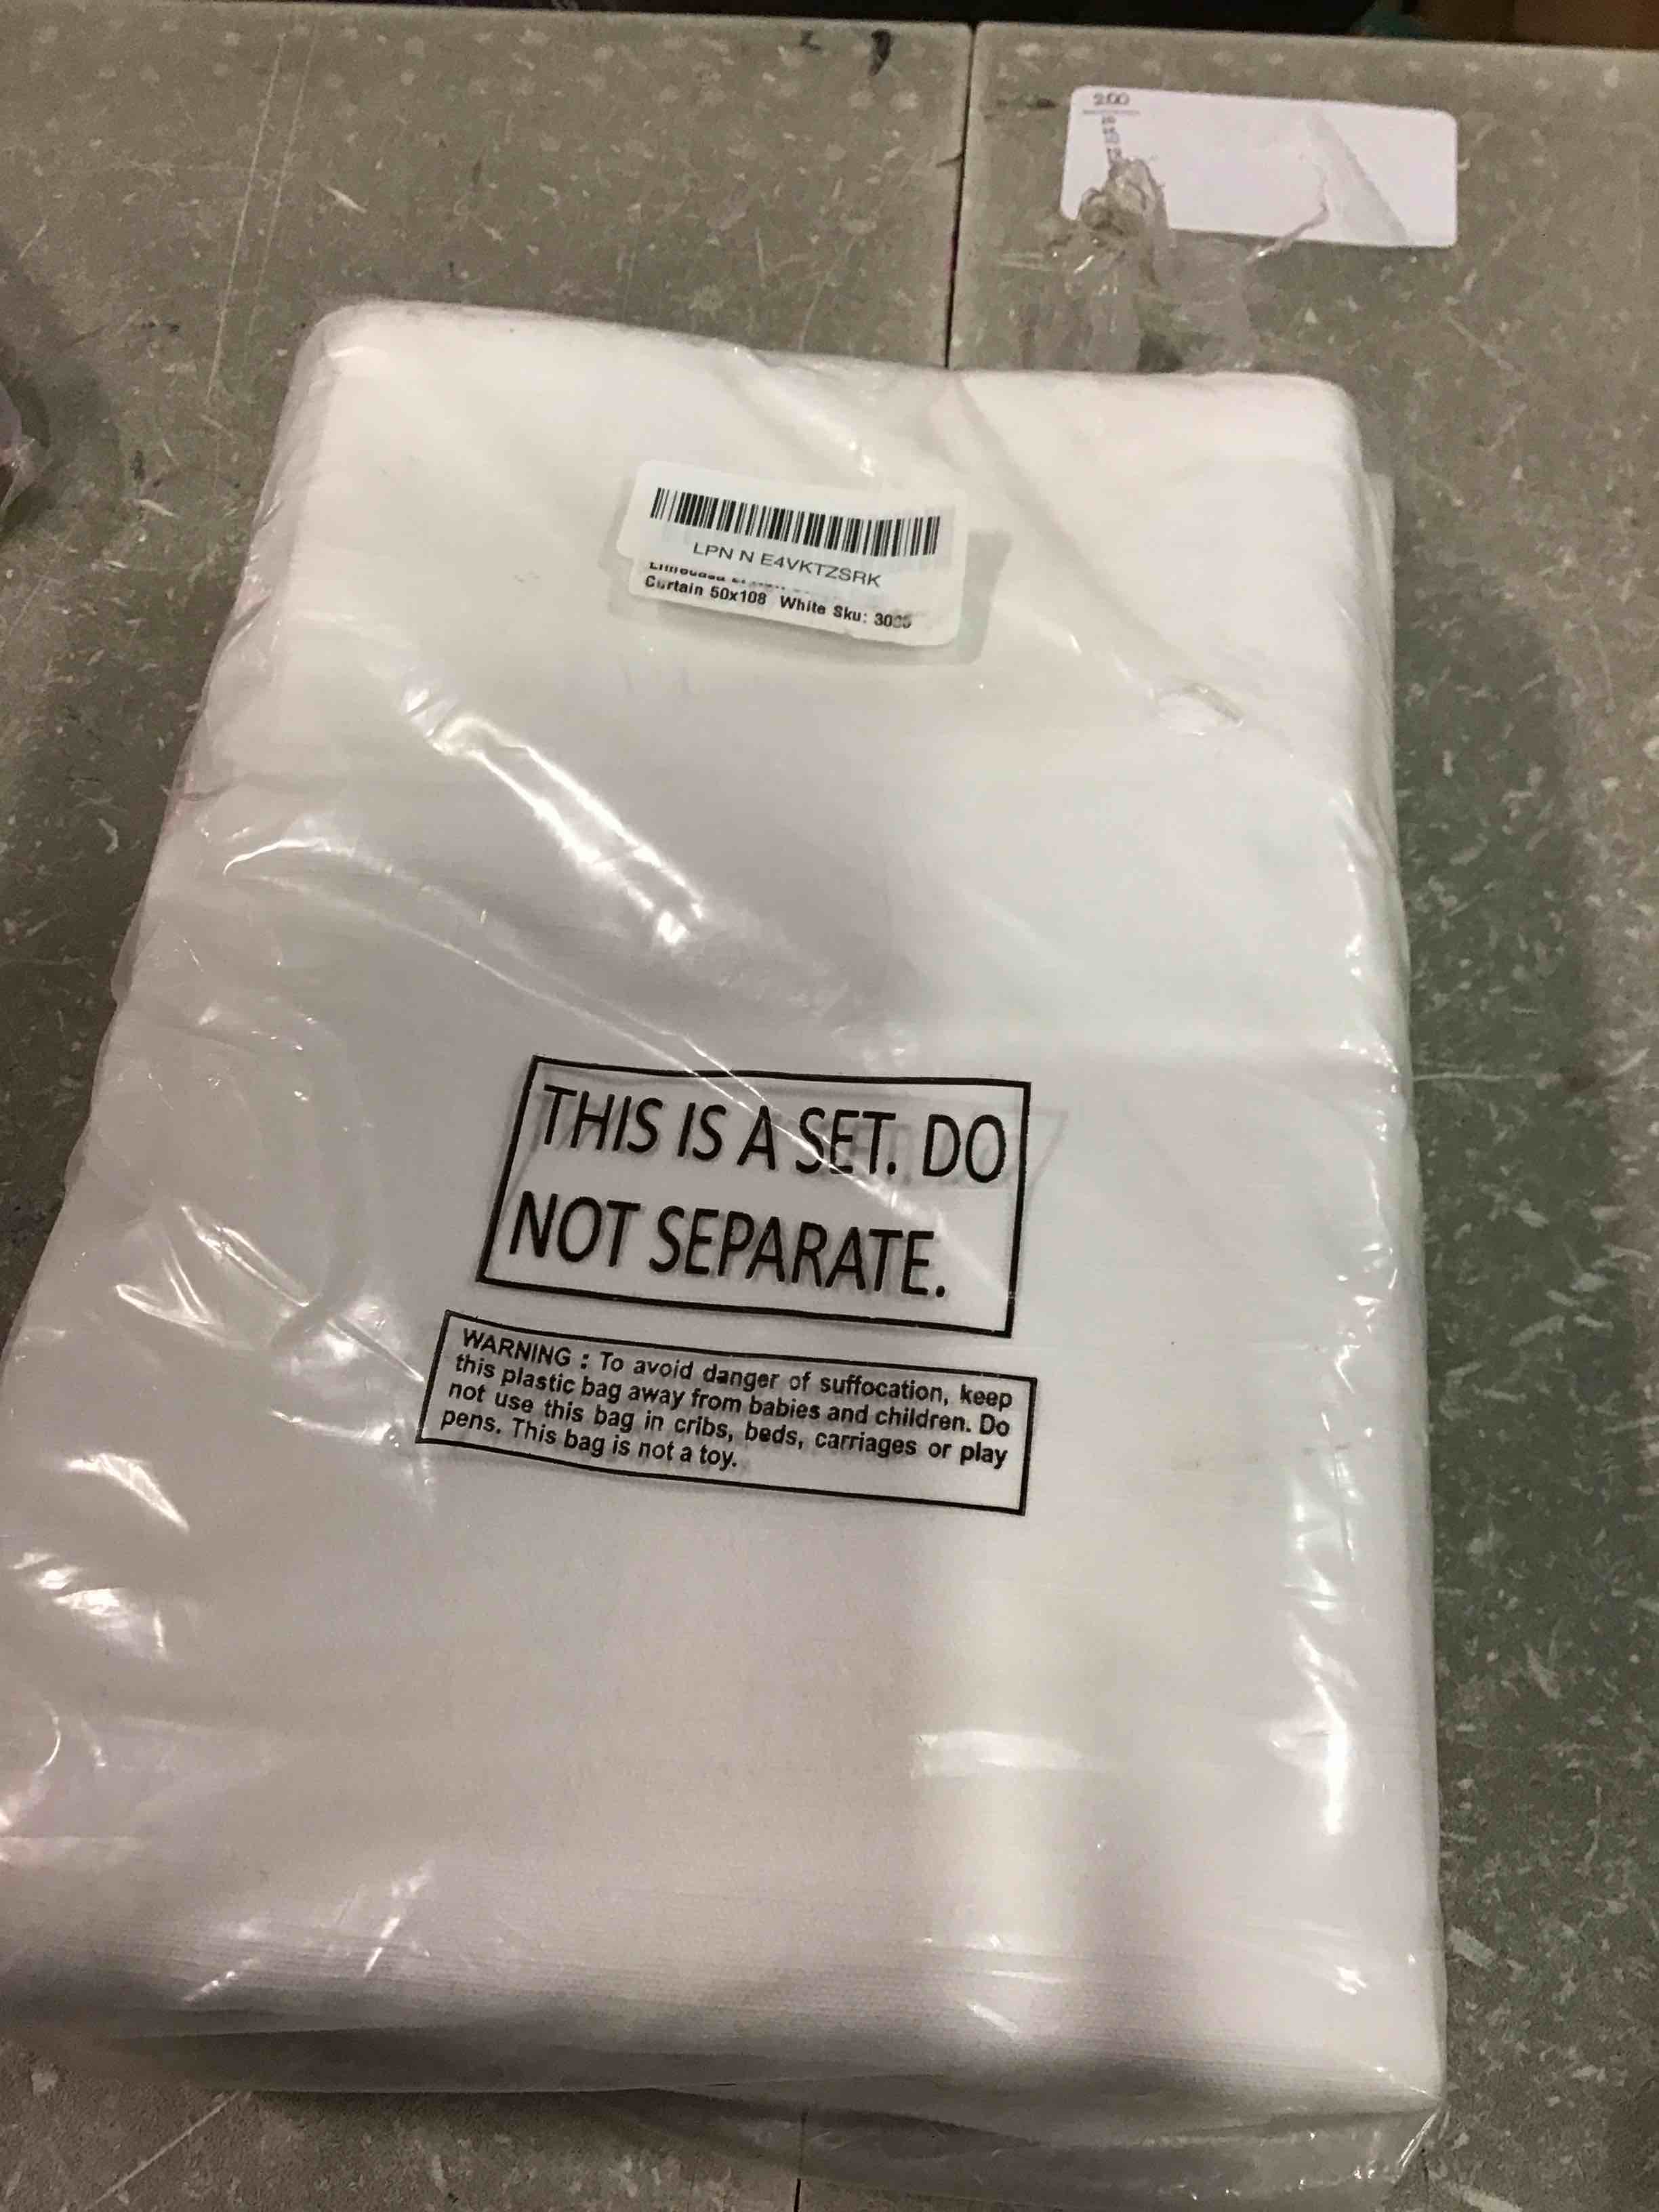 200
LPN N E4VKTZSRK
Curtain 50x108 White Sku:
THIS IS A SET. DO
NOT SEPARATE.
WARNING : To avoid danger of suffocation, keep
this plastic bag away from babies and children. Do
not use this bag in cribs, beds, carriages or play
pens. This bag is not a toy.